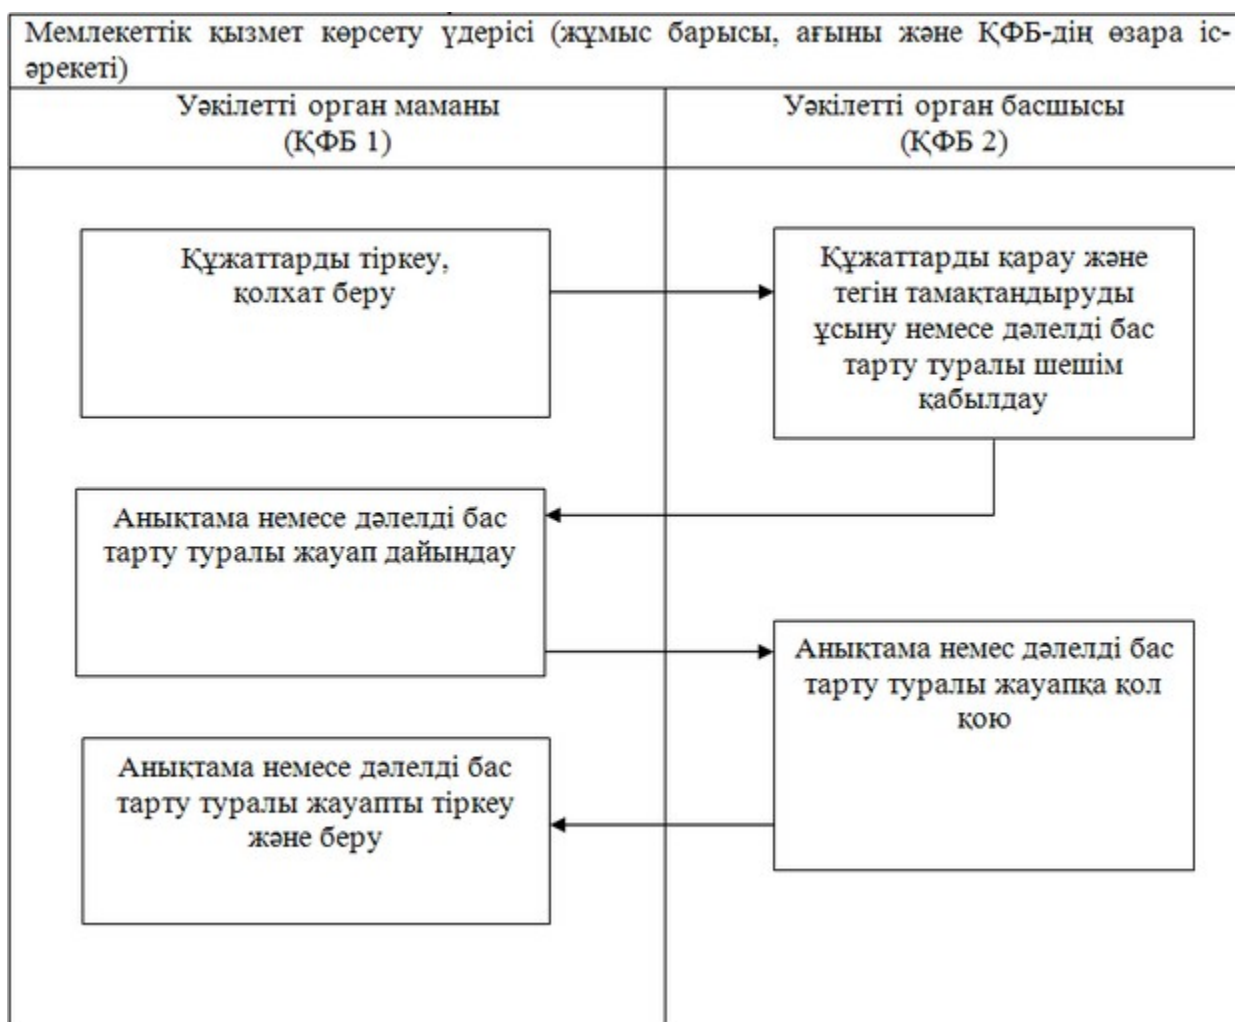 Мемлекеттік қызмет көрсету үдерісі (жұмыс барысы, ағыны және ҚФБ-дің өзара іс-
әрекеті)
Уәкілетті орган маманы
(ҚФБ 1)
Уәкілетті орган басшысы
(ҚФБ 2)
Құжаттарды тіркеу,
қолхат беру
Құжаттарды қарау және
тегін тамақтандыруды
ұсыну немесе дәлелді бас
тарту туралы шешім
қабылдау
Анықтама немесе дәлелді бас
тарту туралы жауап дайындау
Анықтама немес дәлелді бас
тарту туралы жауапқа қол
қою
Анықтама немесе дәлелді бас
тарту туралы жауапты тіркеу
және беру